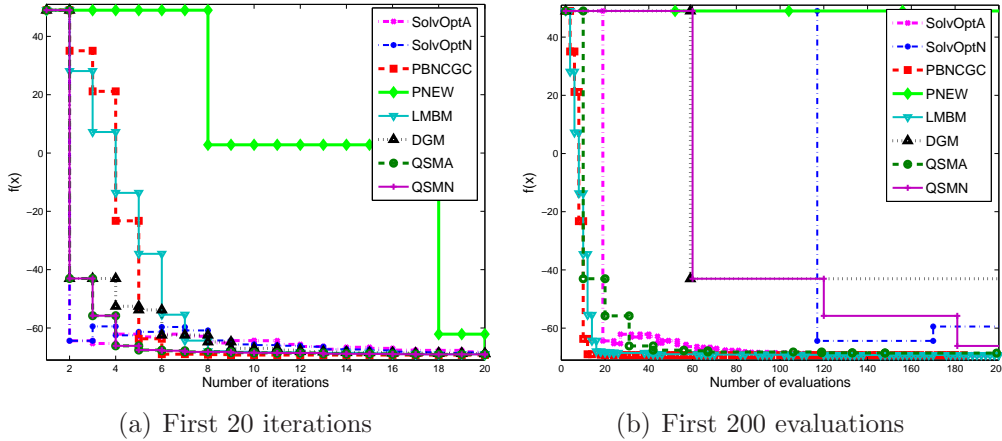 f(x)
40
20
0
−20
−40
−60
2
4
6
8
10
12
14
16
18
20
Number of iterations
SolvOptA
SolvOptN
PBNCGC
PNEW
LMBM
DGM
QSMA
QSMN
(a) First 20 iterations
f(x)
40
20
0
−20
−40
−60
0
20
40
60
80
100
120
140
160
180
200
Number of evaluations
SolvOptA
SolvOptN
PBNCGC
PNEW
LMBM
DGM
QSMA
QSMN
(b) First 200 evaluations